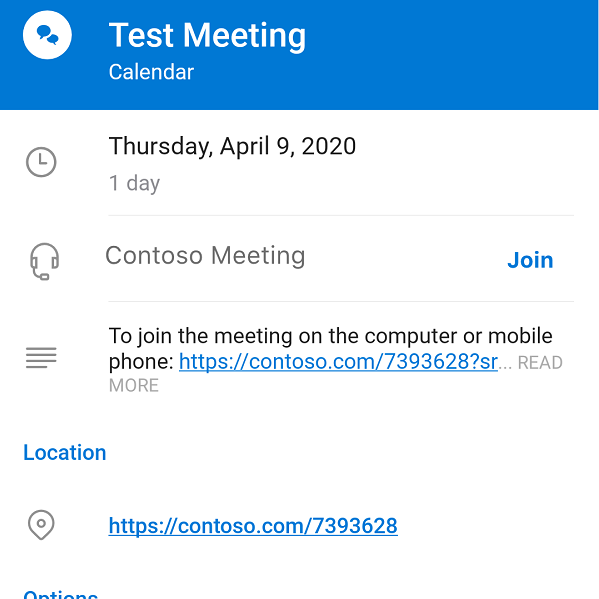 Test Meeting
Calendar
Thursday, April 9, 2020
1 day
Contoso Meeting
Join
To join the meeting on the computer or mobile
phone: https://contoso.com/7393628?sr... READ
MORE
Location
https://contoso.com/7393628
Options